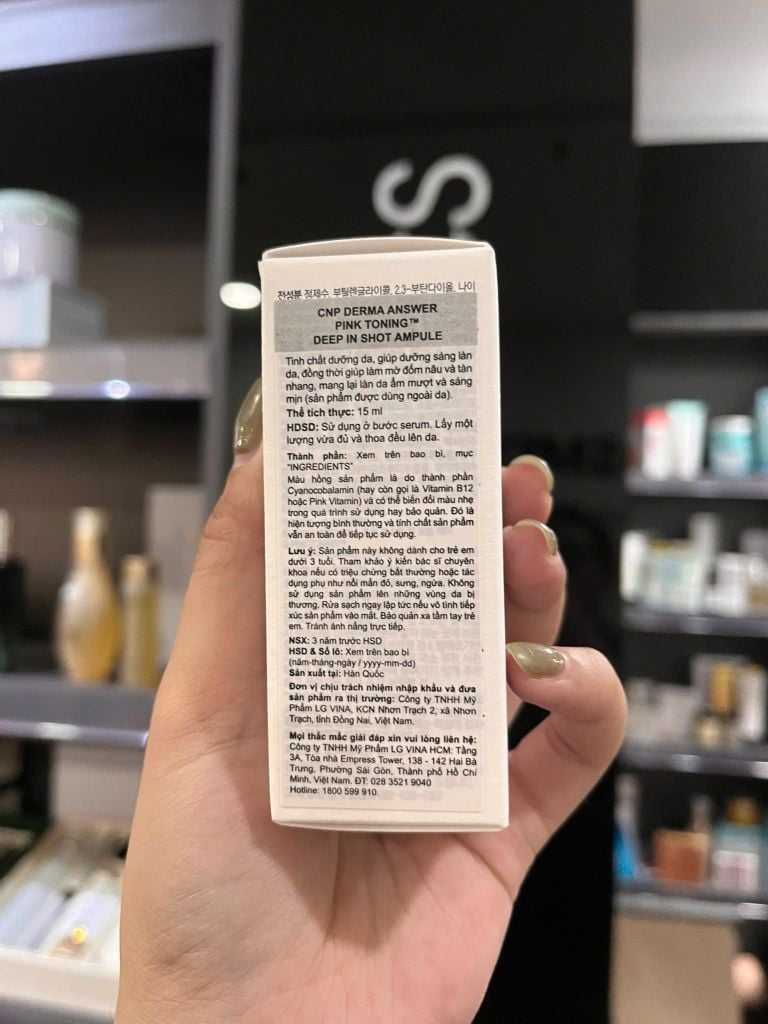 전성분 정제수, 부틸렌글라이콜, 2,3-부탄다이올, 나이
CNP DERMA ANSWER
PINK TONING™
DEEP IN SHOT AMPULE
Tinh chất dưỡng da, giúp dưỡng sáng làn
da, đồng thời giúp làm mờ đốm nâu và tàn
nhang, mang lại làn da ẩm mượt và sáng
mịn (sản phẩm được dùng ngoài da).
Thể tích thực: 15 ml
HDSD: Sử dụng ở bước serum. Lấy một
lượng vừa đủ và thoa đều lên da.
Thành phần: Xem trên bao bì, mục
"INGREDIENTS"
Màu hồng sản phẩm là do thành phần
Cyanocobalamin (hay còn gọi là Vitamin B12
hoặc Pink Vitamin) và có thể biến đổi màu nhẹ
trong quá trình sử dụng hay bảo quản. Đó là
hiện tượng bình thường và tính chất sản phẩm
vẫn an toàn để tiếp tục sử dụng.
Lưu ý: Sản phẩm này không dành cho trẻ em
dưới 3 tuổi. Tham khảo ý kiến bác sĩ chuyên
khoa nếu có triệu chứng bất thường hoặc tác
dụng phụ như nổi mẩn đỏ, sưng, ngứa. Không
sử dụng sản phẩm lên những vùng da bị
thương. Rửa sạch ngay lập tức nếu vô tình tiếp
xúc sản phẩm vào mắt. Bảo quản xa tầm tay trẻ
em. Tránh ánh nắng trực tiếp.
NSX: 3 năm trước HSD
HSD & Số lô: Xem trên bao bì
(năm-tháng-ngày / yyyy-mm-dd)
Sản xuất tại: Hàn Quốc
Đơn vị chịu trách nhiệm nhập khẩu và đưa
sản phẩm ra thị trường: Công ty TNHH Mỹ
Phẩm LG VINA, KCN Nhơn Trạch 2, xã Nhơn
Trạch, tỉnh Đồng Nai, Việt Nam.
Mọi thắc mắc giải đáp xin vui lòng liên hệ:
Công ty TNHH Mỹ Phẩm LG VINA HCM: Tầng
3A, Tòa nhà Empress Tower, 138 - 142 Hai Bà
Trưng, Phường Sài Gòn, Thành phố Hồ Chí
Minh, Việt Nam. ĐT: 028 3521 9040
Hotline: 1800 599 910.
S